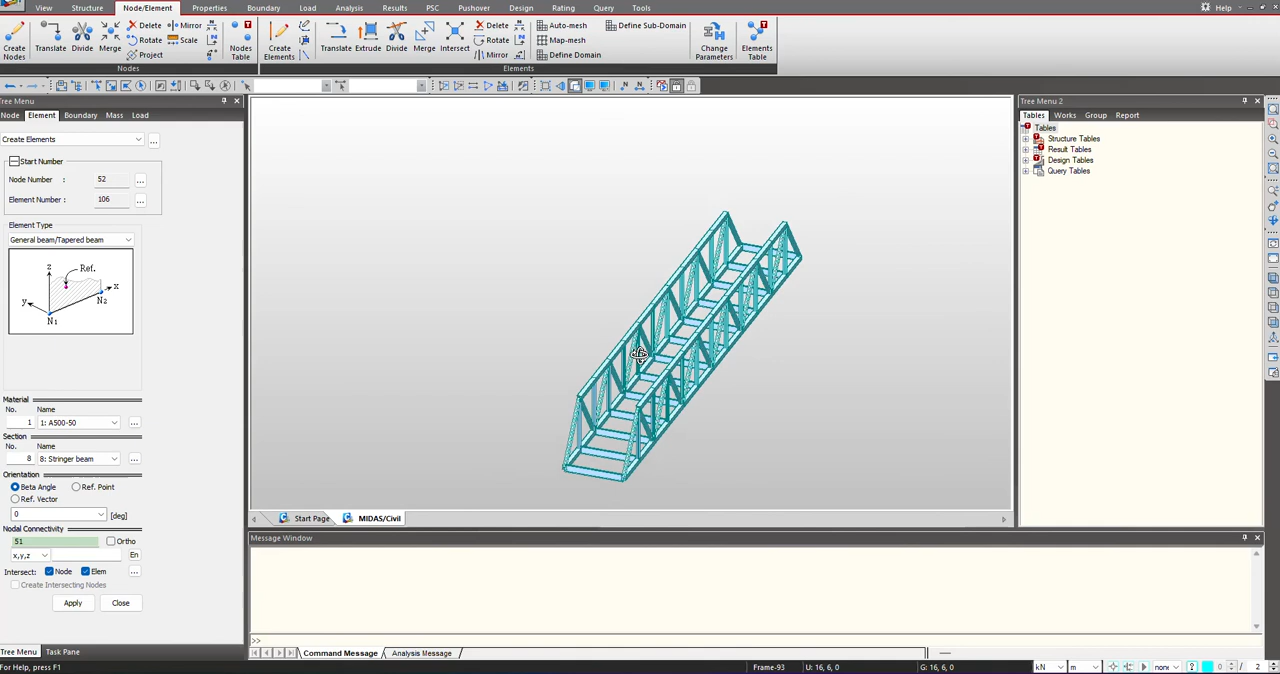 View Structure Node/Element Properties Boundary Load Analysis Results PSC Pushover Design Rating Query Tools Help
Create Nodes Translate Divide Merge Delete Rotate Project Mirror Scale Nodes Table Create Elements Translate Extrude Divide Merge Intersect Delete Rotate Mirror Auto-mesh Map-mesh Define Domain Define Sub-Domain Change Parameters Elements Table
Nodes Elements
Tree Menu
Node Element Boundary Mass Load
Create Elements ...
Start Number
Node Number : 52 ...
Element Number : 106 ...
Element Type
General beam/Tapered beam
z Ref. x y N1 N2
Material
No. Name
1 1: A500-50 ...
Section
No. Name
8 8: Stringer beam ...
Orientation
Beta Angle Ref. Point
Ref. Vector
0 [deg]
Nodal Connectivity
51 Ortho
x,y,z En
Intersect: Node Elem ...
Create Intersecting Nodes
Apply Close
Tree Menu Task Pane
For Help, press F1
Start Page MIDAS/Civil
Message Window
>>
Command Message Analysis Message
Tree Menu 2
Tables Works Group Report
Tables
Structure Tables
Result Tables
Design Tables
Query Tables
Frame-93 U: 16, 6, 0 G: 16, 6, 0 kN m none 0 / 2